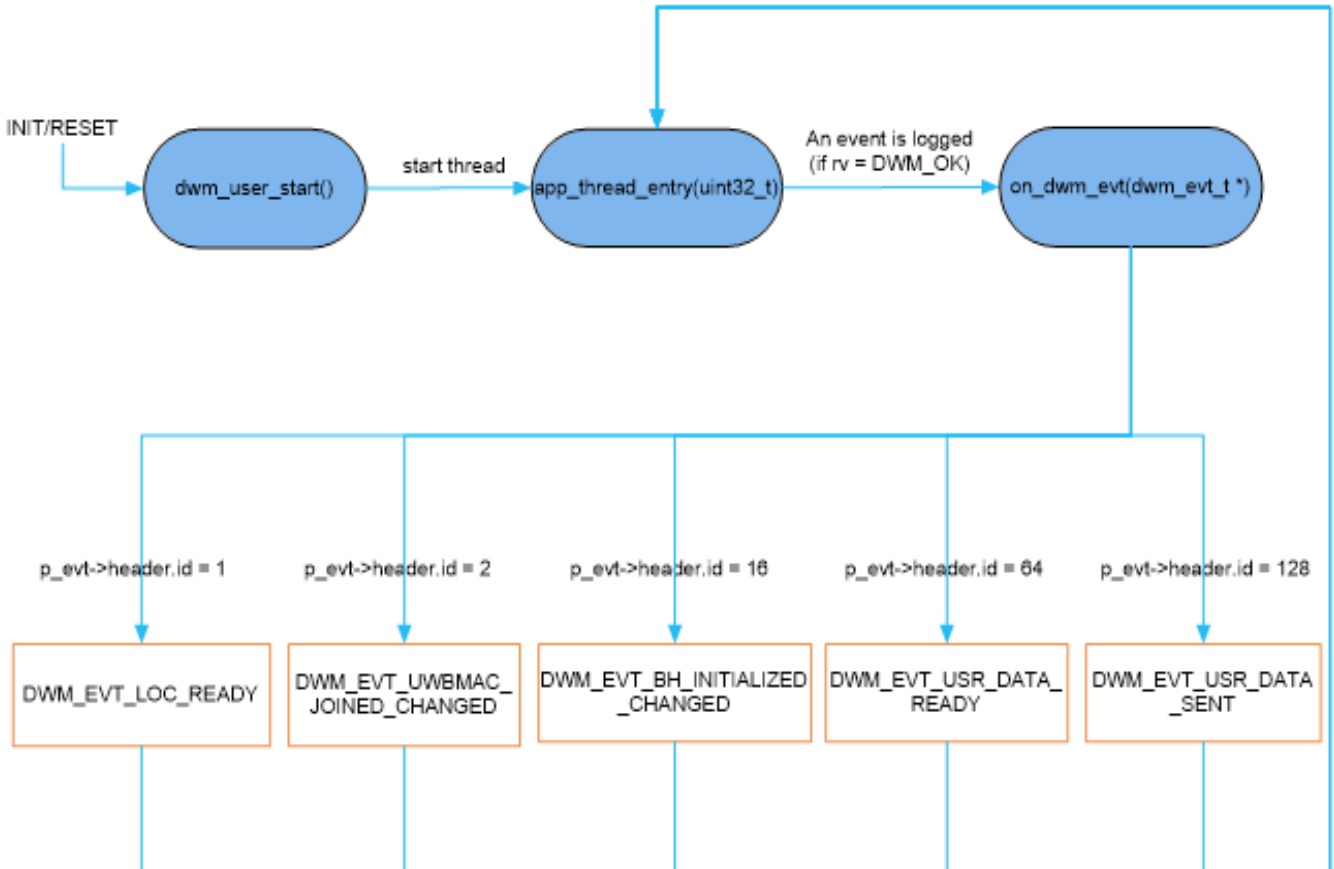 INIT/RESET
dwm_user_start()
start thread
app_thread_entry(uint32_t)
An event is logged
(if rv = DWM_OK)
on_dwm_evt(dwm_evt_t *)
p_evt->header.id = 1
p_evt->header.id = 2
p_evt->header.id = 16
p_evt->header.id = 64
p_evt->header.id = 128
DWM_EVT_LOC_READY
DWM_EVT_UWBMAC_
JOINED_CHANGED
DWM_EVT_BH_INITIALIZED
_CHANGED
DWM_EVT_USR_DATA_
READY
DWM_EVT_USR_DATA
_SENT